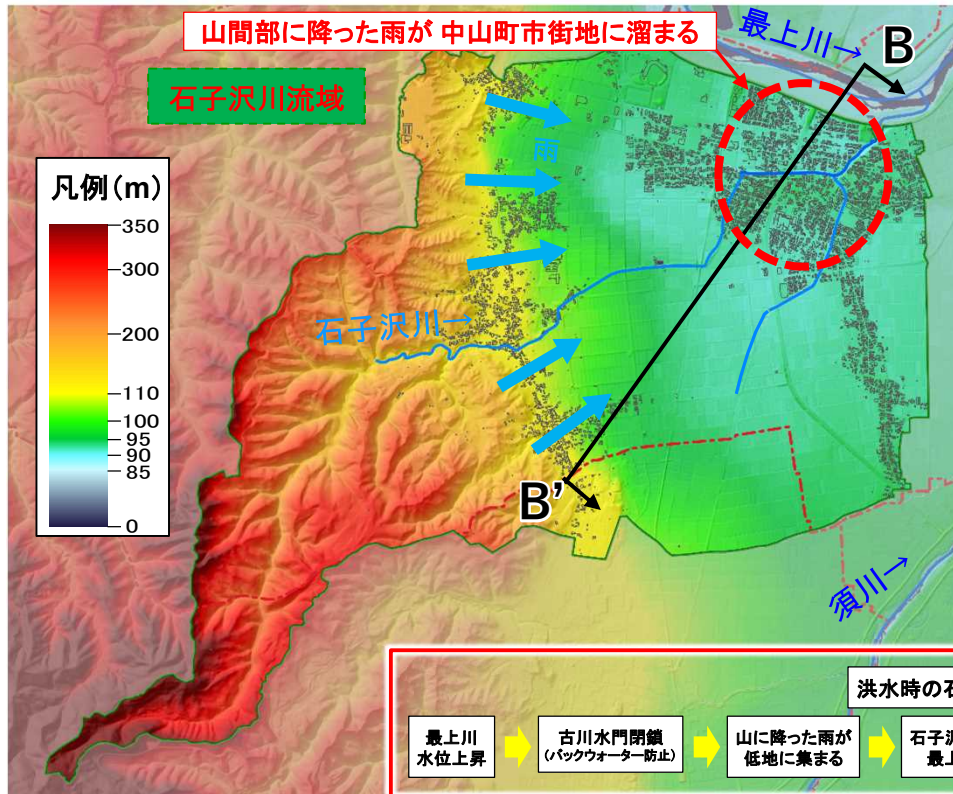 山間部に降った雨が 中山町市街地に溜まる
最上川→
B
石子沢川流域
雨
凡例(m)
350
300
200
110
100
95
90
85
0
石子沢川→
B'
須川→
洪水時の石
最上川
水位上昇
古川水門閉鎖
(バックウォーター防止)
山に降った雨が
低地に集まる
石子沢
最上